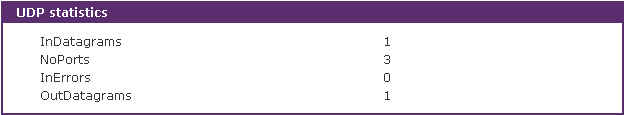 UDP statistics
InDatagrams 1
NoPorts 3
InErrors 0
OutDatagrams 1